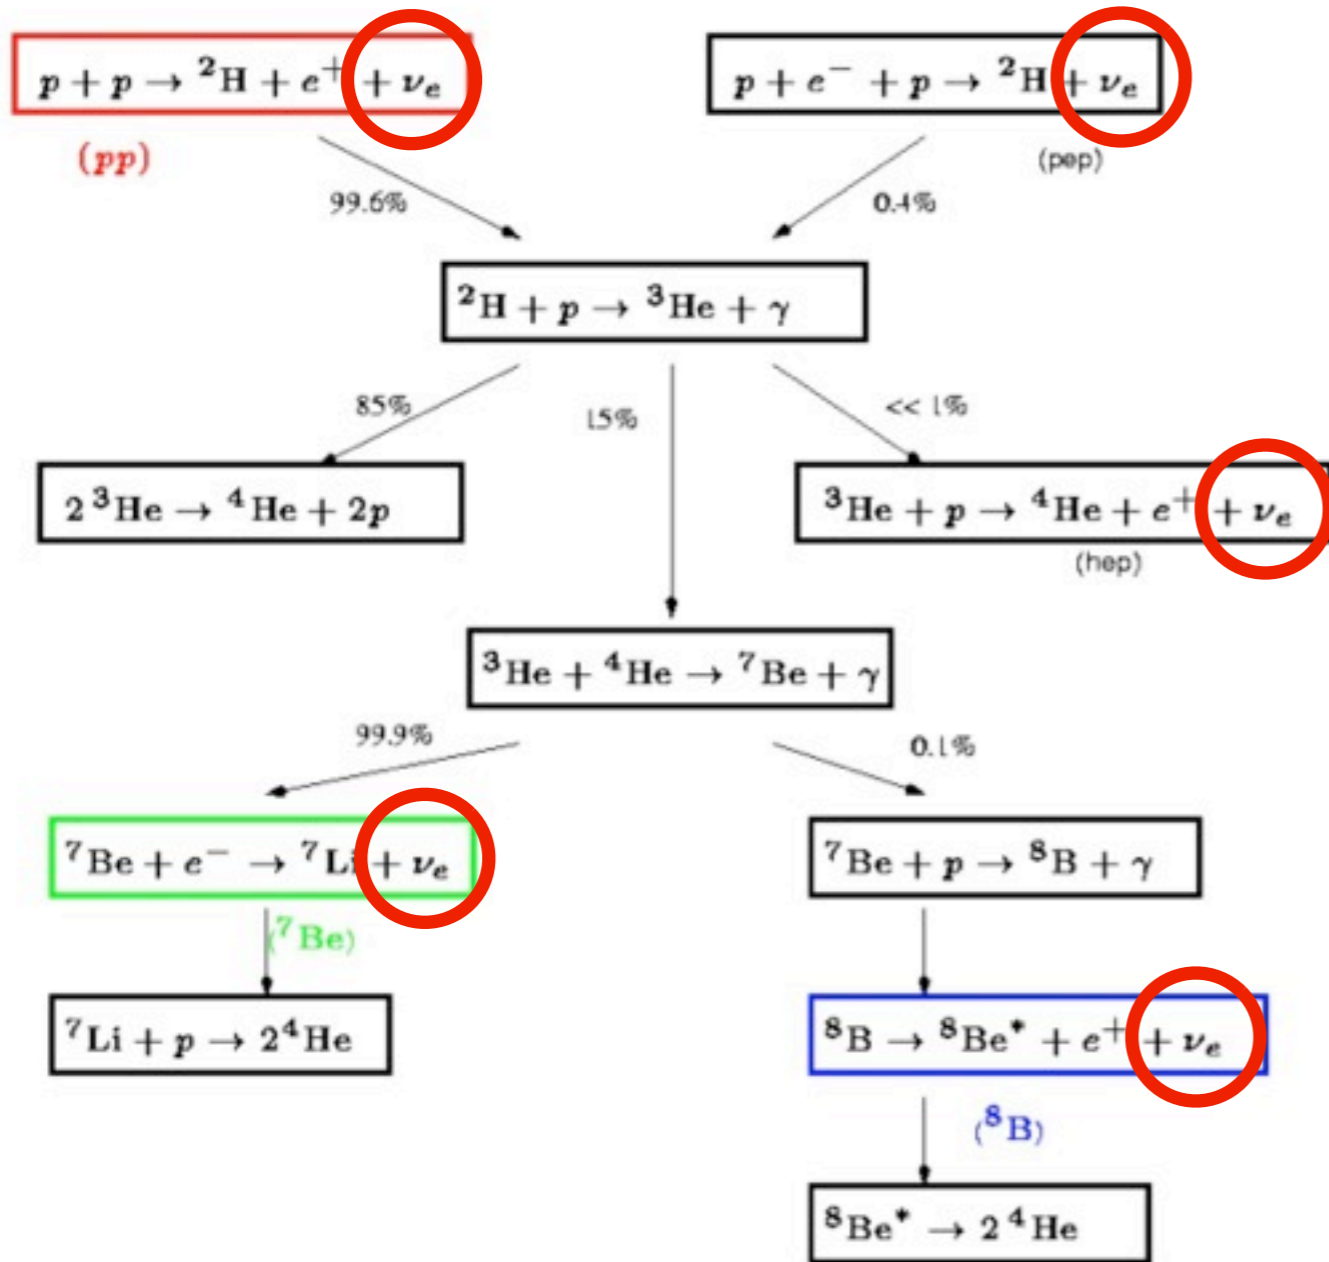 p + p → ²H + e⁺ + νₑ
p + e⁻ + p → ²H + νₑ
(pp)
(pep)
99.6%
0.4%
²H + p → ³He + γ
85%
15%
<< 1%
2 ³He → ⁴He + 2p
³He + p → ⁴He + e⁺ + νₑ
(hep)
³He + ⁴He → ⁷Be + γ
99.9%
0.1%
⁷Be + e⁻ → ⁷Li + νₑ
⁷Be + p → ⁸B + γ
(⁷Be)
⁷Li + p → 2⁴He
⁸B → ⁸Be* + e⁺ + νₑ
(⁸B)
⁸Be* → 2 ⁴He